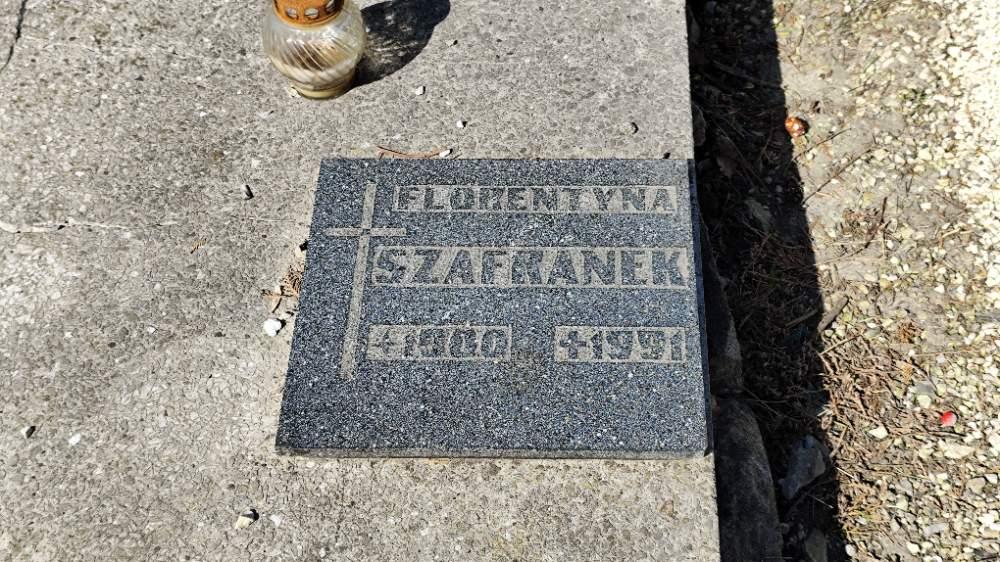 FLORENTYNA
SZAFRANEK
+1900 +1991